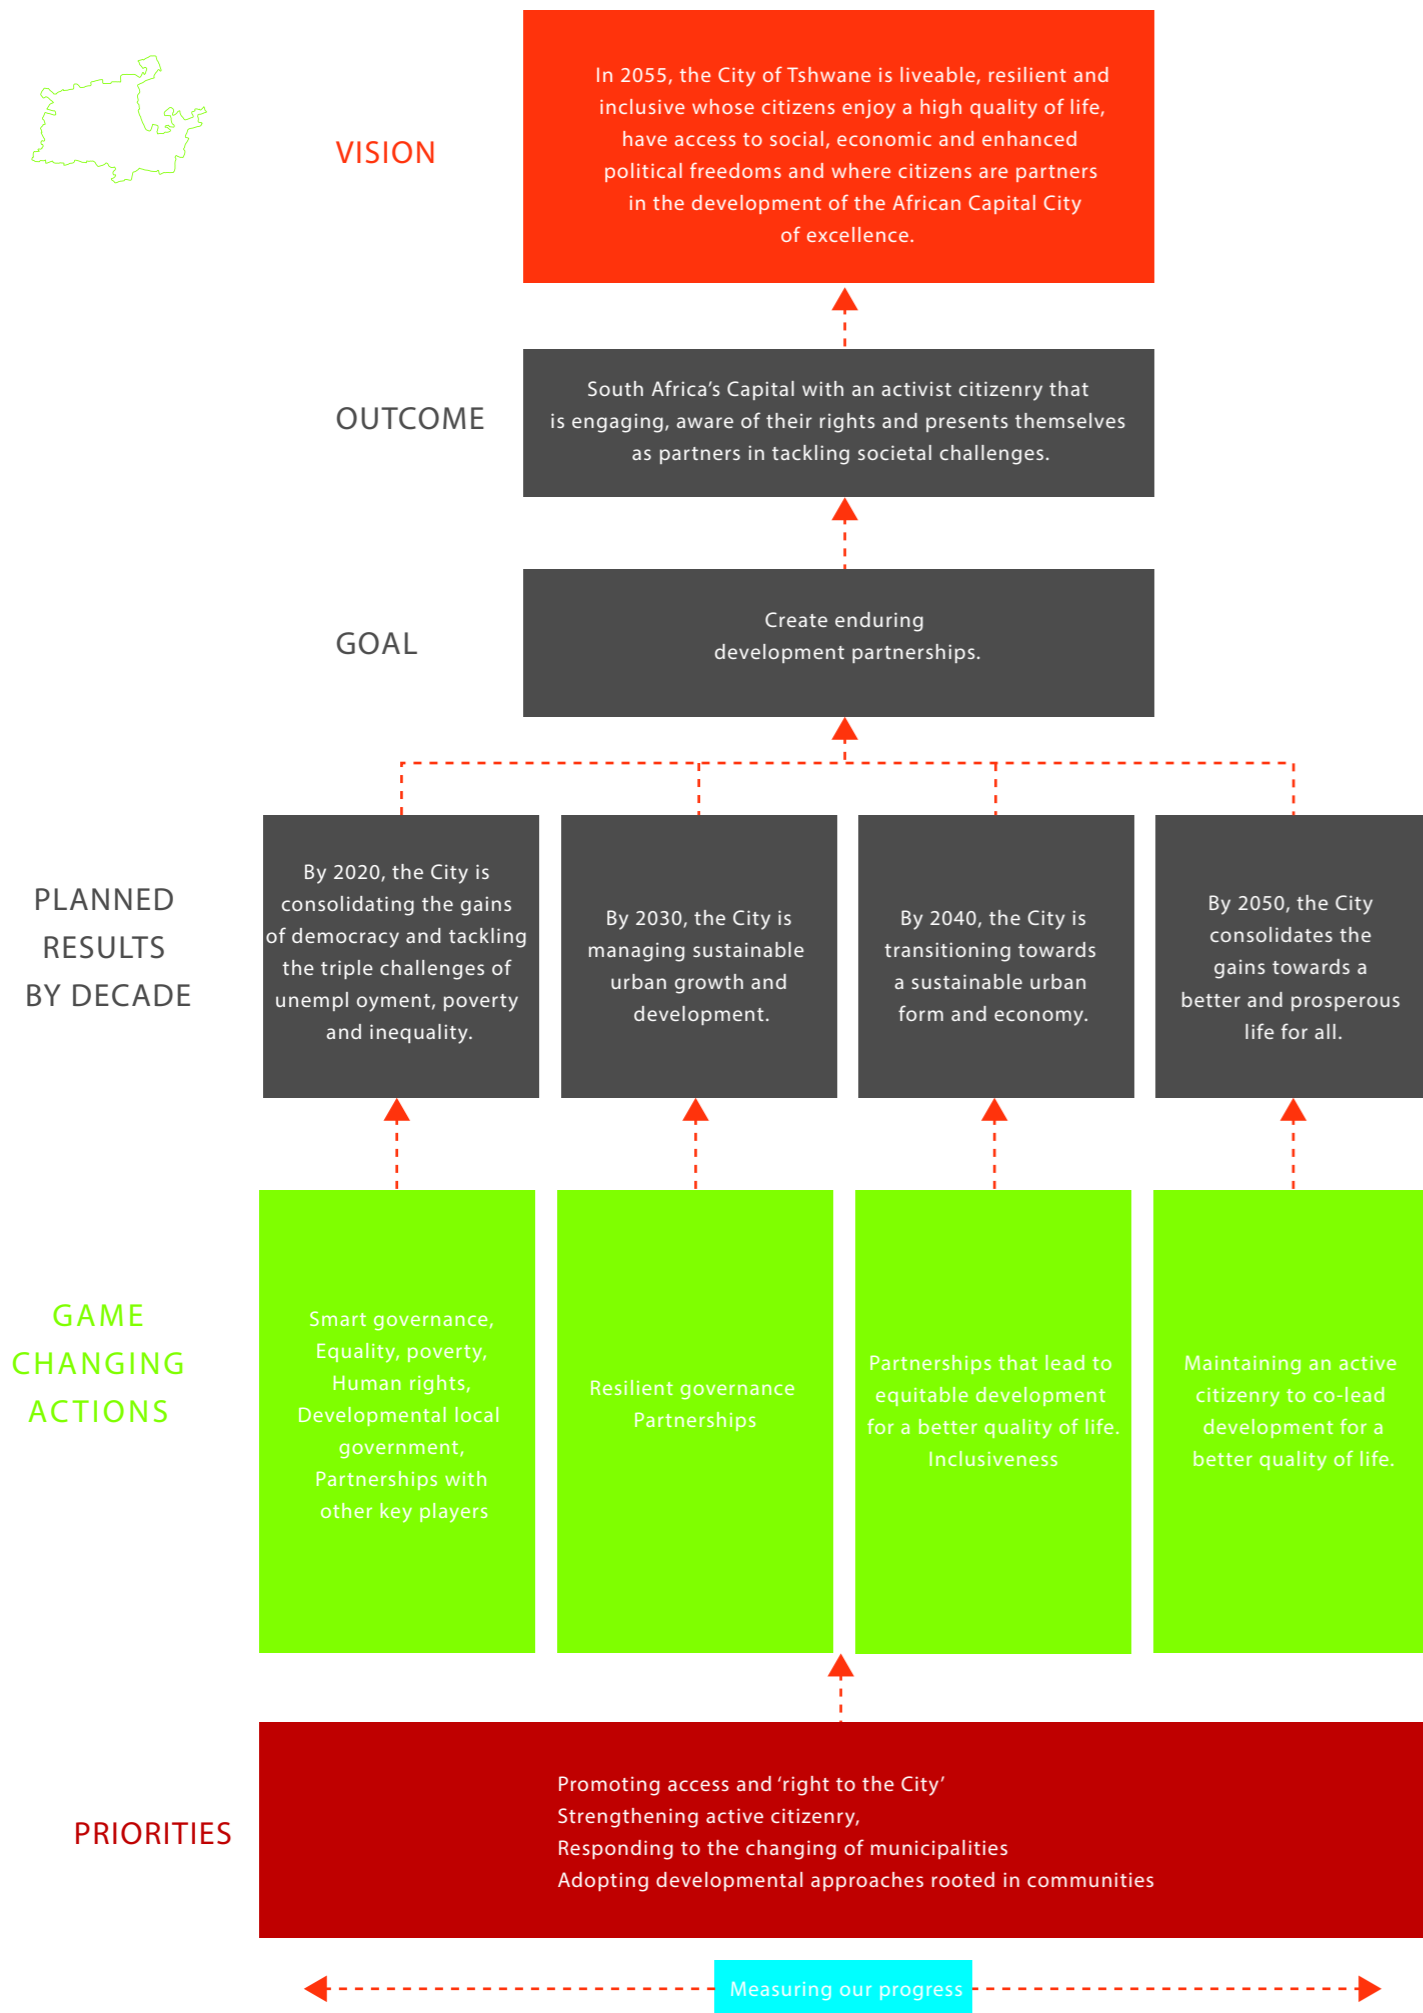 VISION
In 2055, the City of Tshwane is liveable, resilient and
inclusive whose citizens enjoy a high quality of life,
have access to social, economic and enhanced
political freedoms and where citizens are partners
in the development of the African Capital City
of excellence.
OUTCOME
South Africa’s Capital with an activist citizenry that
is engaging, aware of their rights and presents themselves
as partners in tackling societal challenges.
GOAL
Create enduring
development partnerships.
PLANNED
RESULTS
BY DECADE
By 2020, the City is
consolidating the gains
of democracy and tackling
the triple challenges of
unempl oyment, poverty
and inequality.
By 2030, the City is
managing sustainable
urban growth and
development.
By 2040, the City is
transitioning towards
a sustainable urban
form and economy.
By 2050, the City
consolidates the
gains towards a
better and prosperous
life for all.
GAME
CHANGING
ACTIONS
Smart governance,
Equality, poverty,
Human rights,
Developmental local
government,
Partnerships with
other key players
Resilient governance
Partnerships
Partnerships that lead to
equitable development
for a better quality of life.
Inclusiveness
Maintaining an active
citizenry to co-lead
development for a
better quality of life.
PRIORITIES
Promoting access and ‘right to the City’
Strengthening active citizenry,
Responding to the changing of municipalities
Adopting developmental approaches rooted in communities
Measuring our progress